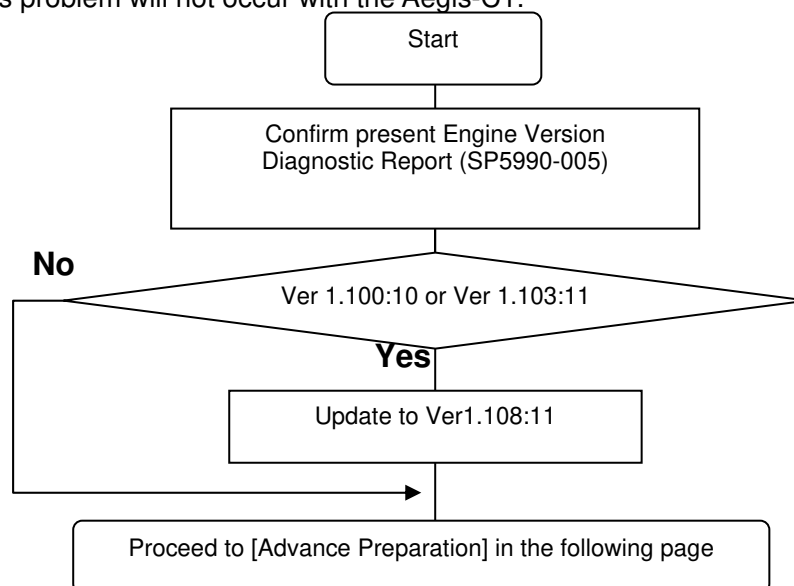 s problem will not occur with the Aegis-C1.
Start
Confirm present Engine Version
Diagnostic Report (SP5990-005)
No
Ver 1.100:10 or Ver 1.103:11
Yes
Update to Ver1.108:11
Proceed to [Advance Preparation] in the following page